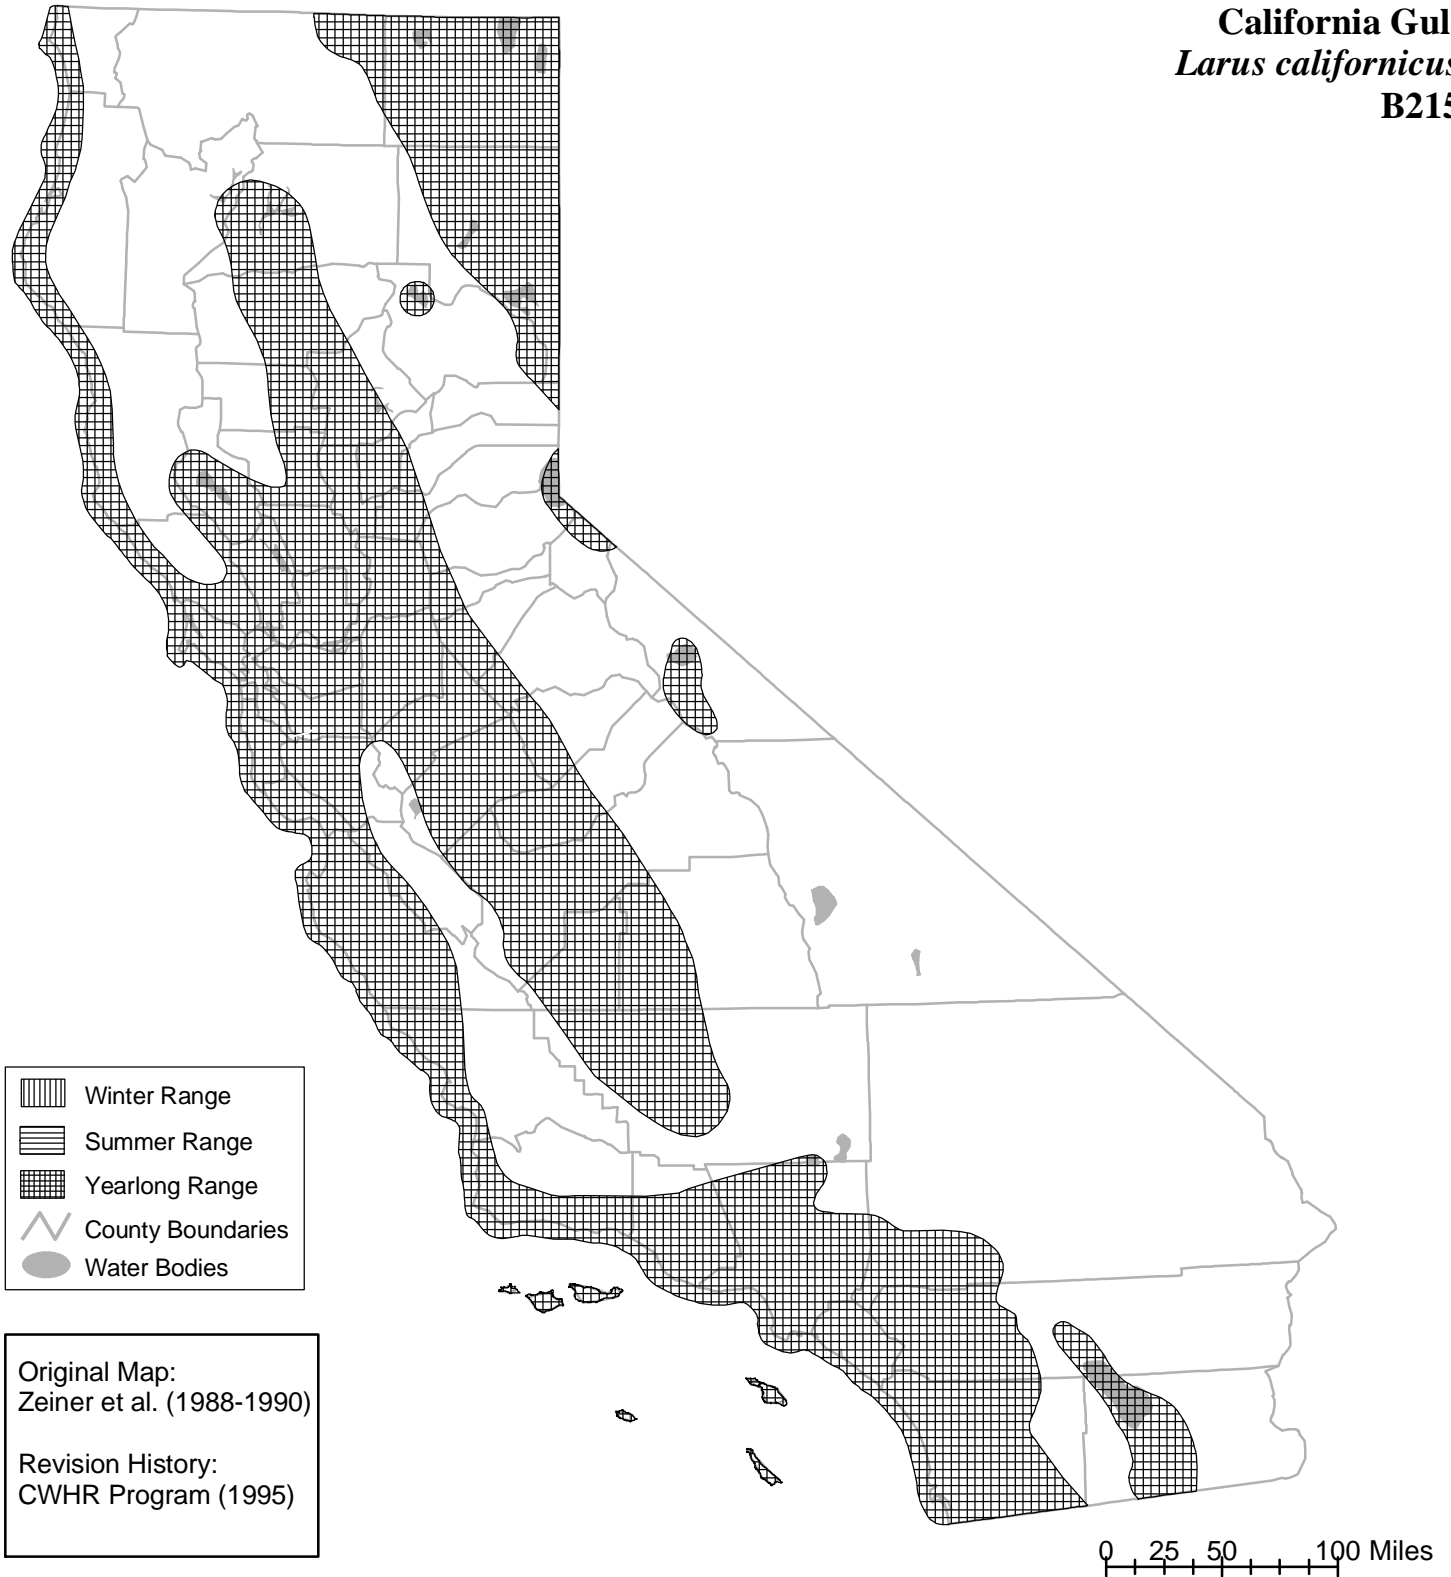 California Gul
Larus californicus
B215
Winter Range
Summer Range
Yearlong Range
County Boundaries
Water Bodies
Original Map:
Zeiner et al. (1988-1990)
Revision History:
CWHR Program (1995)
0 25 50 100 Miles